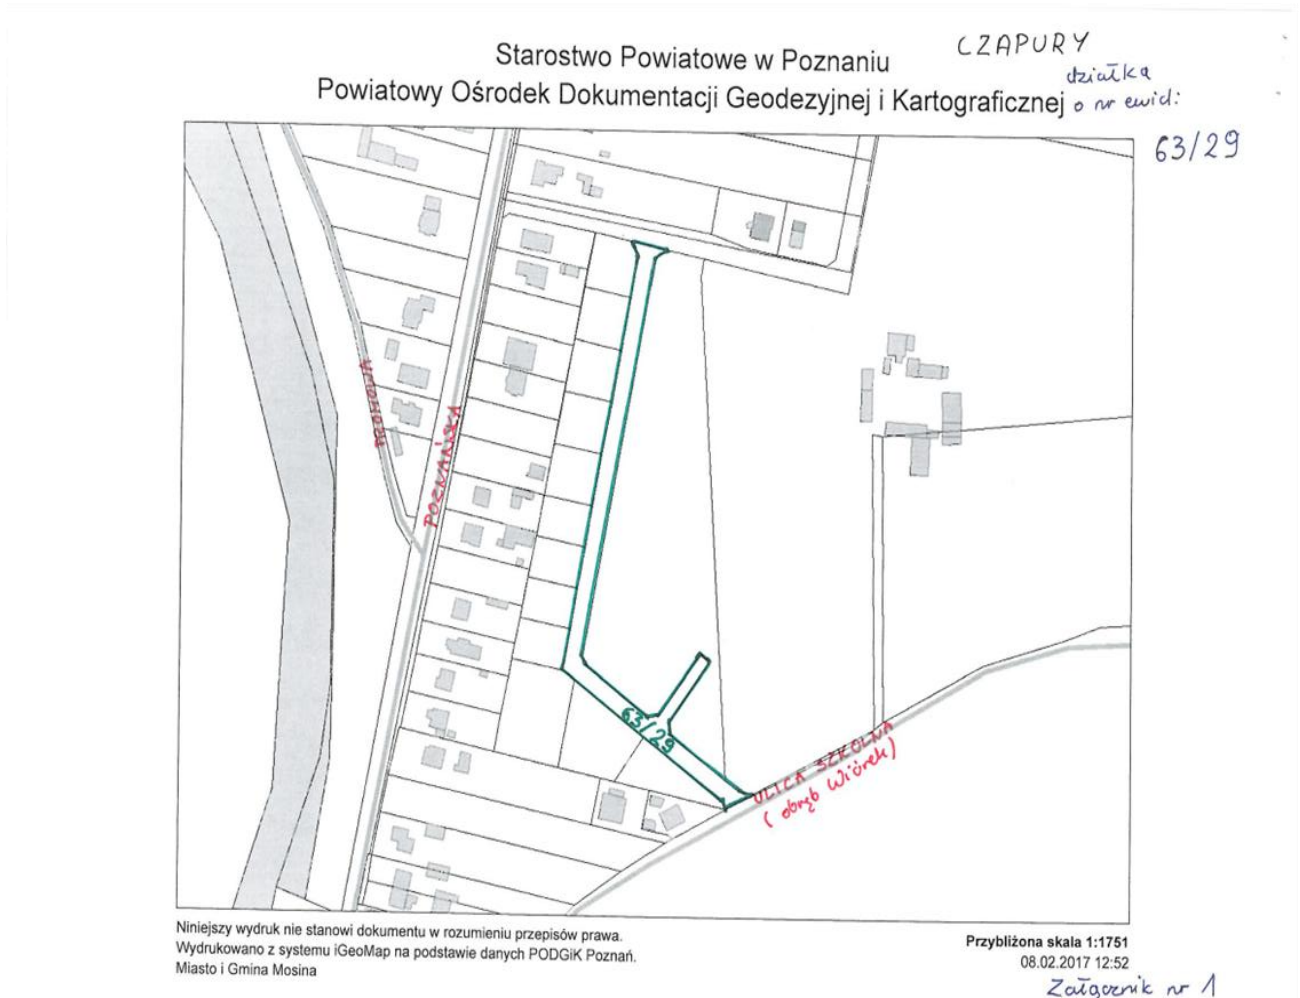 Starostwo Powiatowe w Poznaniu
Powiatowy Ośrodek Dokumentacji Geodezyjnej i Kartograficznej
CZAPURY
działka
o nr ewid:
63/29
PROMOWA
POZNAŃSKA
63/29
ULICA SZKOLNA
(obręb Wiórek)
Niniejszy wydruk nie stanowi dokumentu w rozumieniu przepisów prawa.
Wydrukowano z systemu iGeoMap na podstawie danych PODGiK Poznań.
Miasto i Gmina Mosina
Przybliżona skala 1:1751
08.02.2017 12:52
Załącznik nr 1